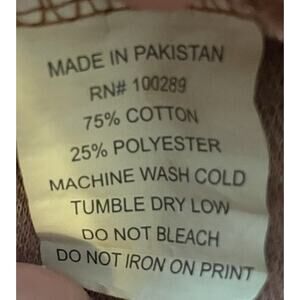 MADE IN PAKISTAN
RN# 100289
75% COTTON
25% POLYESTER
MACHINE WASH COLD
TUMBLE DRY LOW
DO NOT BLEACH
DO NOT IRON ON PRINT